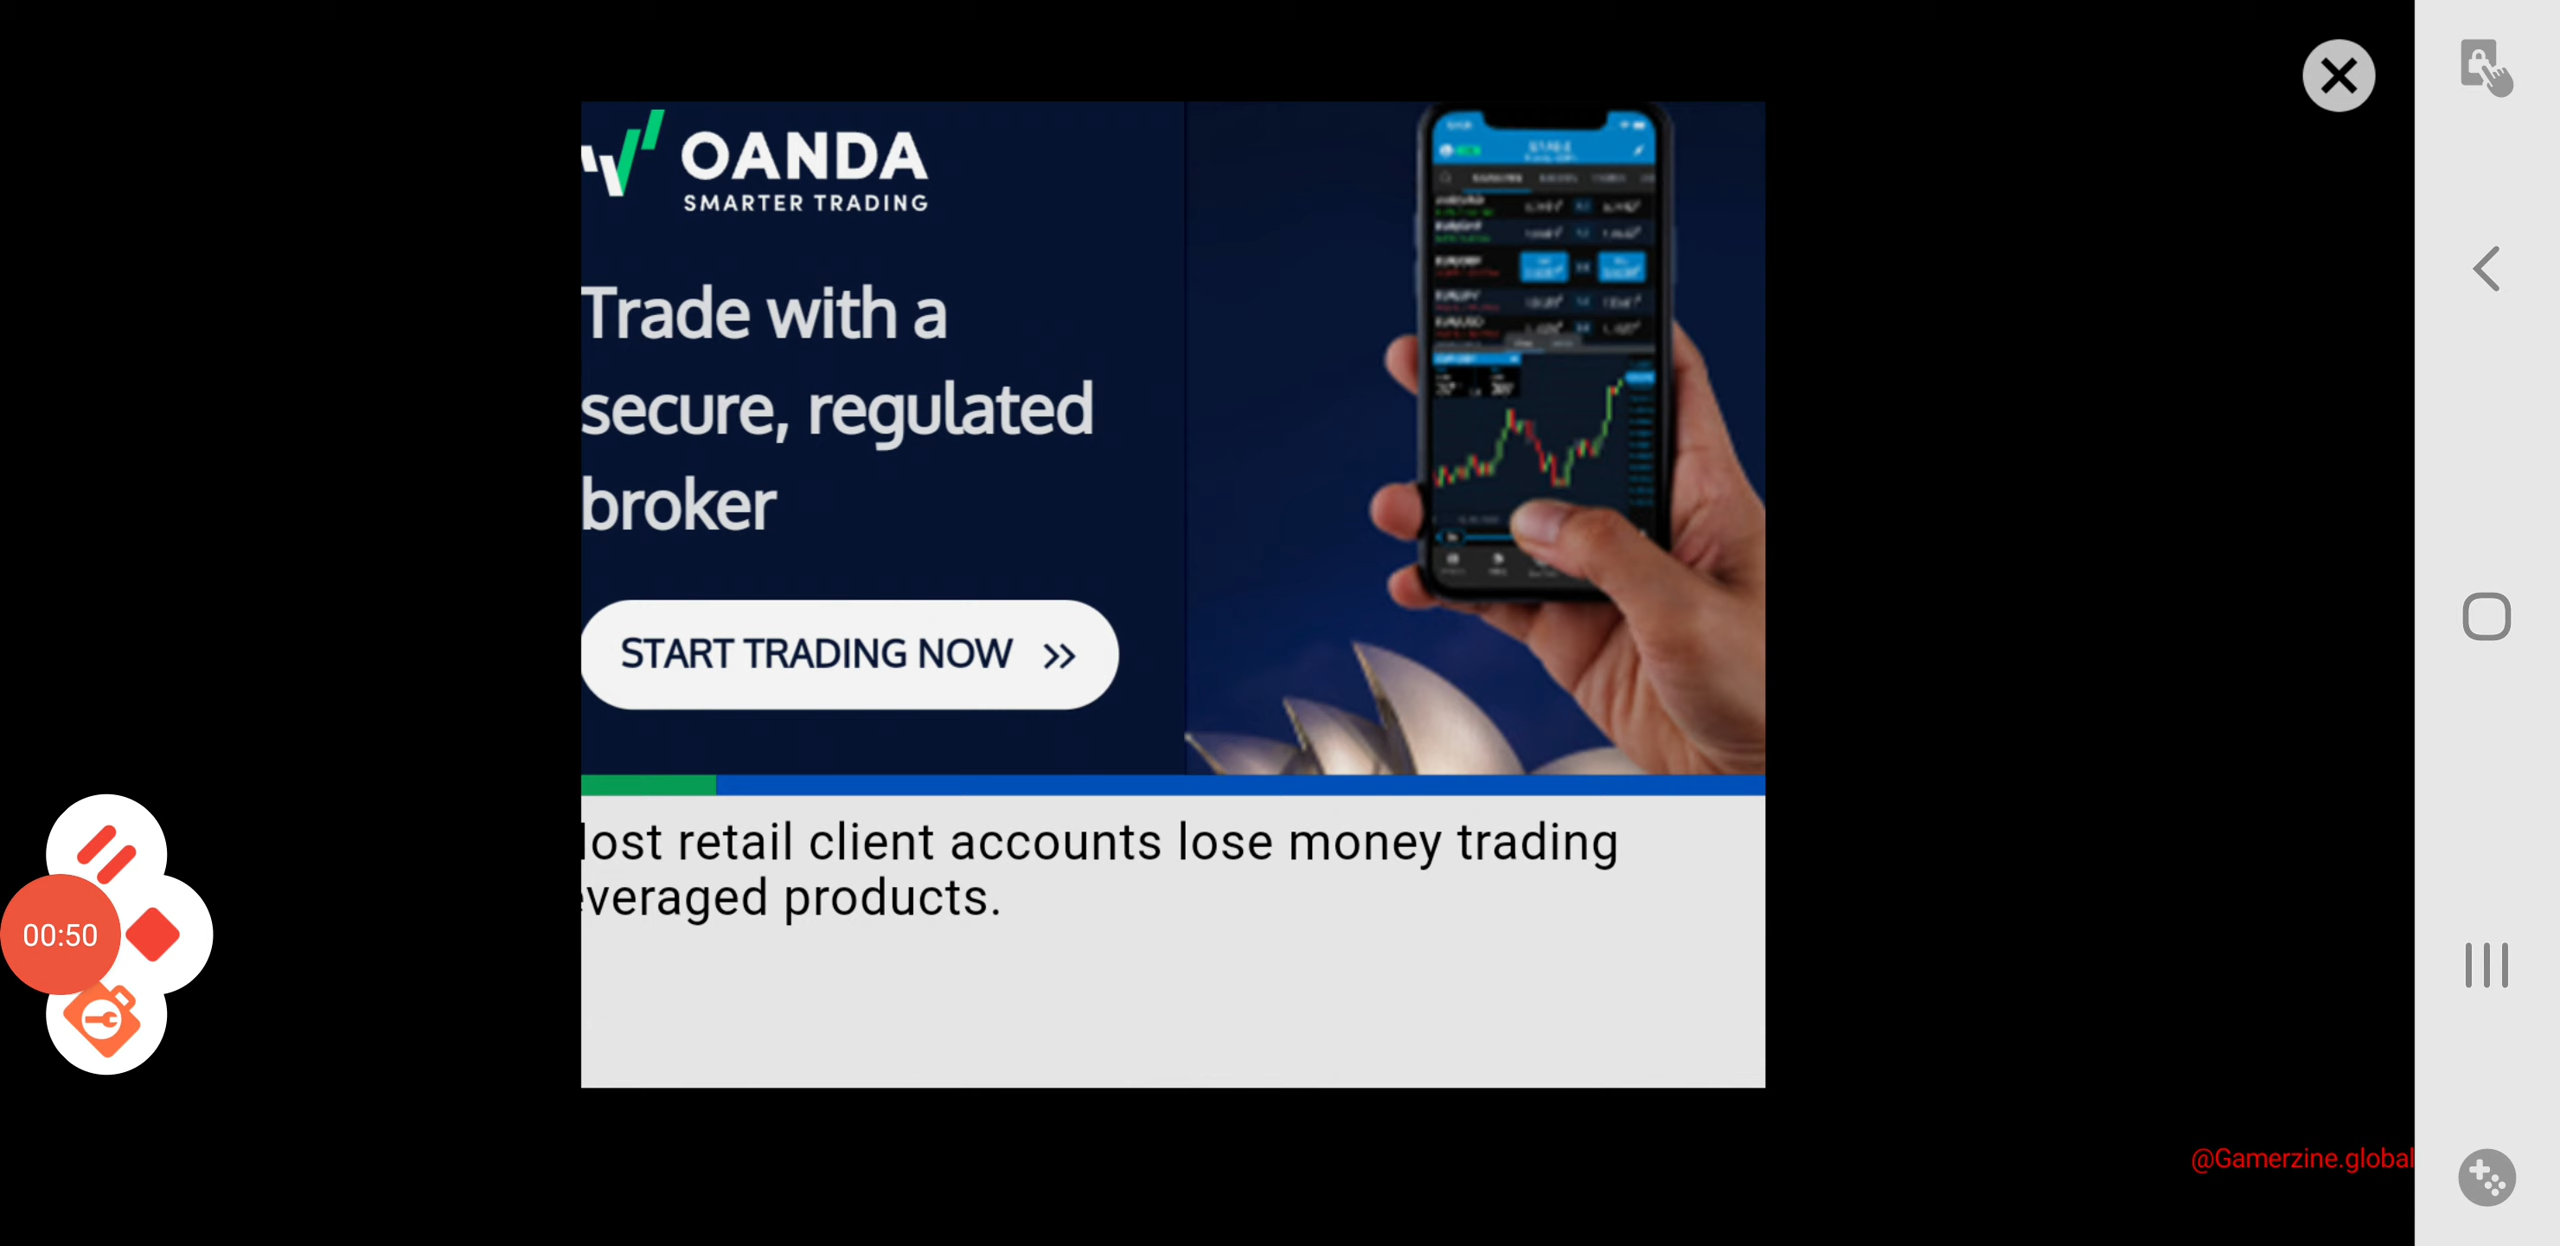 OANDA
SMARTER TRADING
Trade with a
secure, regulated
broker
START TRADING NOW >>
ost retail client accounts lose money trading
everaged products.
00:50
@Gamerzine.global